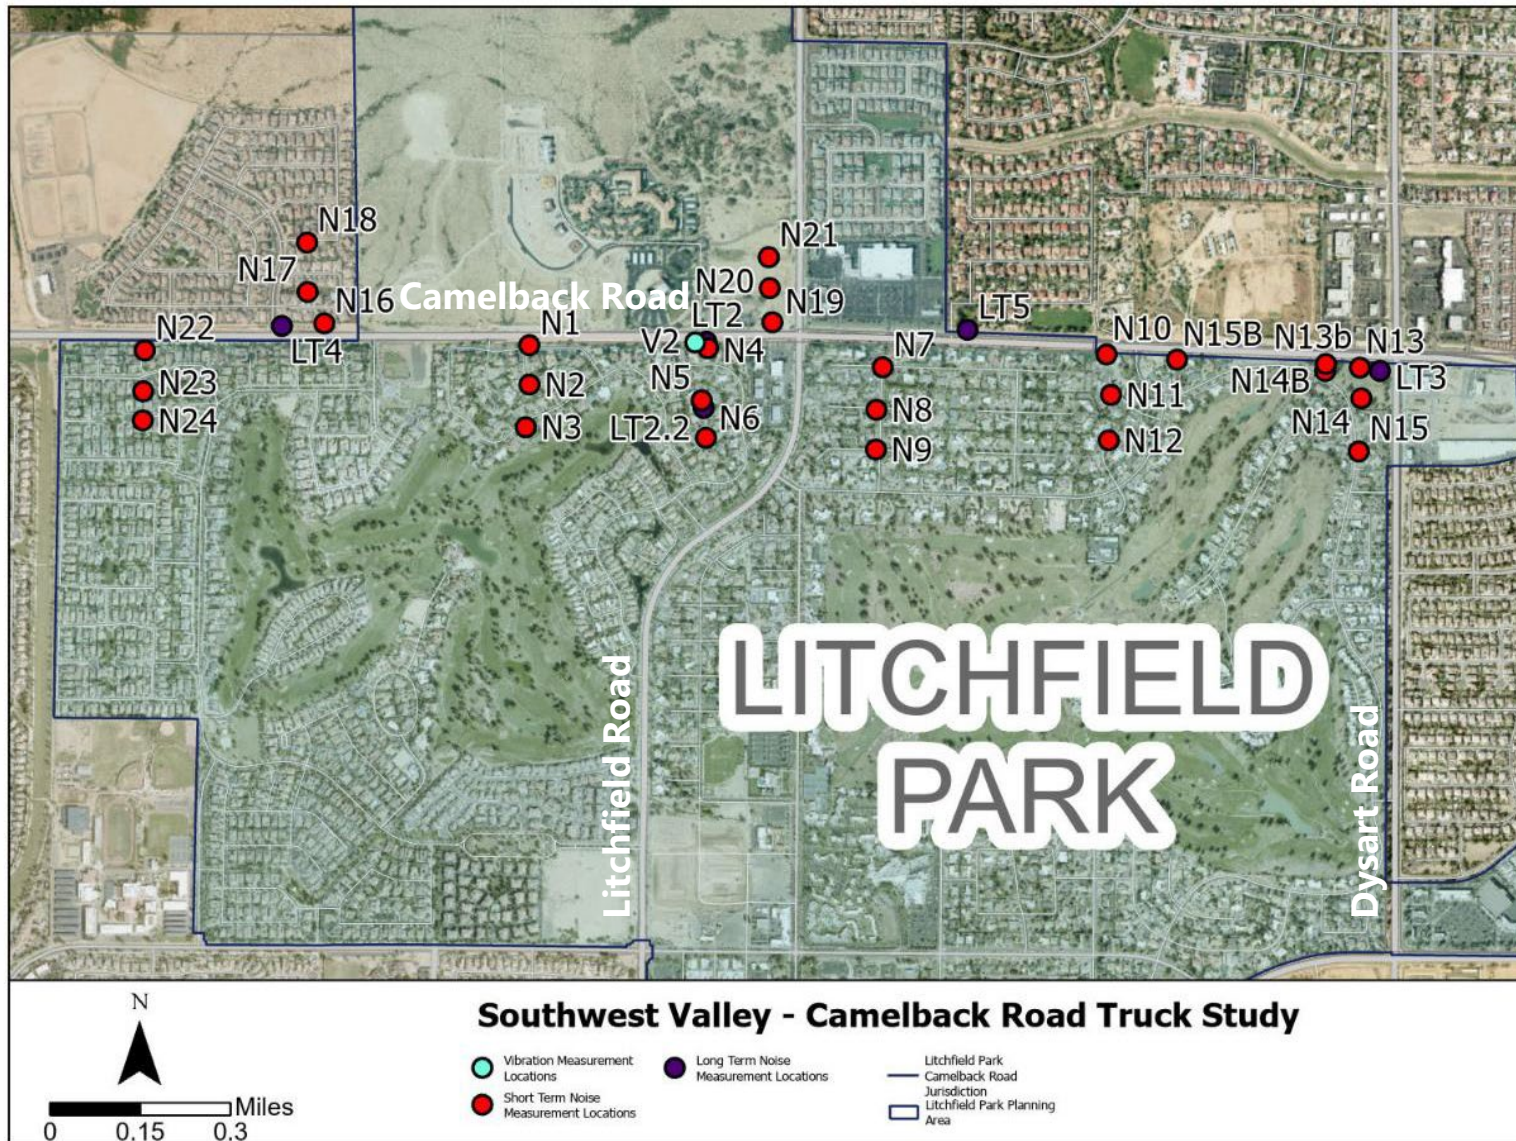 N18
N21
N17
N20
Camelback Road
N16
N19
LT2
LT5
N22
N1
N10
N15B
N13b
N13
LT4
V2
N4
N7
N23
N2
N5
N11
N14B
LT3
N24
N3
LT2.2
N6
N8
N14
N15
N9
N12
LITCHFIELD
PARK
Litchfield Road
Dysart Road
N
Southwest Valley - Camelback Road Truck Study
Vibration Measurement
Locations
Short Term Noise
Measurement Locations
Long Term Noise
Measurement Locations
Litchfield Park
Camelback Road
Jurisdiction
Litchfield Park Planning
Area
Miles
0 0.15 0.3